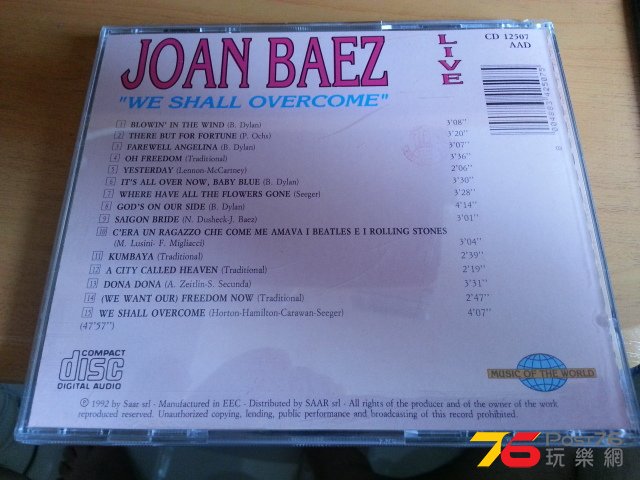 JOAN BAEZ
LIVE
"WE SHALL OVERCOME"
CD 12507
AAD
1 BLOWIN' IN THE WIND (B. Dylan) 3'08"
2 THERE BUT FOR FORTUNE (P. Ochs) 3'20"
3 FAREWELL ANGELINA (B. Dylan) 3'07"
4 OH FREEDOM (Traditional) 3'36"
5 YESTERDAY (Lennon-McCartney) 2'06"
6 IT'S ALL OVER NOW, BABY BLUE (B. Dylan) 3'30"
7 WHERE HAVE ALL THE FLOWERS GONE (Seeger) 3'28"
8 GOD'S ON OUR SIDE (B. Dylan) 4'14"
9 SAIGON BRIDE (N. Dusheck-J. Baez) 3'01"
10 C'ERA UN RAGAZZO CHE COME ME AMAVA I BEATLES E I ROLLING STONES
(M. Lusini- F. Migliacci) 3'04"
11 KUMBAYA (Traditional) 2'39"
12 A CITY CALLED HEAVEN (Traditional) 2'19"
13 DONA DONA (A. Zeitlin-S. Secunda) 3'31"
14 (WE WANT OUR) FREEDOM NOW (Traditional) 2'47"
15 WE SHALL OVERCOME (Horton-Hamilton-Carawan-Seeger) 4'07"
(47'57")
COMPACT
disc
DIGITAL AUDIO
MUSIC OF THE WORLD
℗ 1992 by Saar srl - Manufactured in EEC - Distributed by SAAR srl - All rights of the producer and of the owner of the work
reproduced reserved. Unauthorized copying, lending, public performance and broadcasting of this record prohibited.
76 Post76
玩樂網